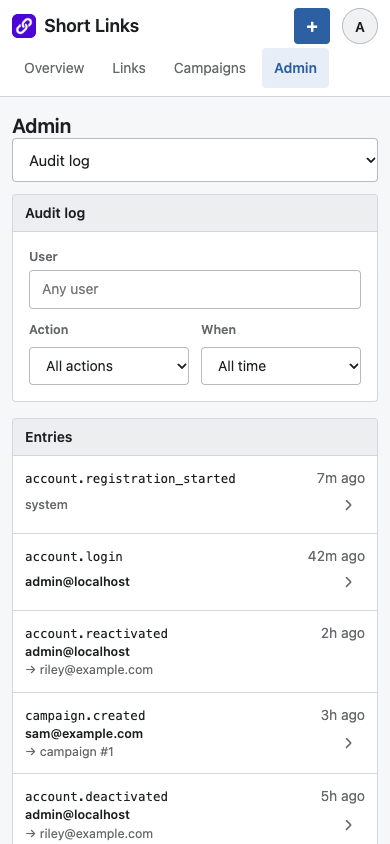 Short Links
+
A
Overview Links Campaigns Admin
Admin
Audit log
Audit log
User
Any user
Action When
All actions All time
Entries
account.registration_started 7m ago
system
account.login 42m ago
admin@localhost
account.reactivated 2h ago
admin@localhost
→ riley@example.com
campaign.created 3h ago
sam@example.com
→ campaign #1
account.deactivated 5h ago
admin@localhost
→ riley@example.com